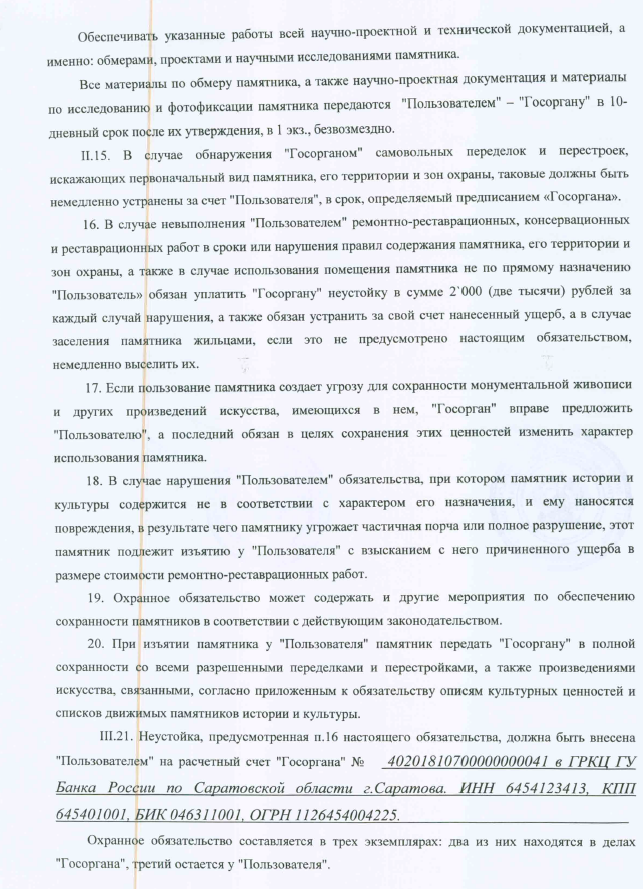 Обеспечивать указанные работы всей научно-проектной и технической документацией, а
именно: обмерами, проектами и научными исследованиями памятника.
Все материалы по обмеру памятника, а также научно-проектная документация и материалы
по исследованию и фотофиксации памятника передаются "Пользователем" – "Госоргану" в 10-
дневный срок после их утверждения, в 1 экз., безвозмездно.
II.15. В случае обнаружения "Госорганом" самовольных переделок и перестроек,
искажающих первоначальный вид памятника, его территории и зон охраны, таковые должны быть
немедленно устранены за счет "Пользователя", в срок, определяемый предписанием «Госоргана».
16. В случае невыполнения "Пользователем" ремонтно-реставрационных, консервационных
и реставрационных работ в сроки или нарушения правил содержания памятника, его территории и
зон охраны, а также в случае использования помещения памятника не по прямому назначению
"Пользователь» обязан уплатить "Госоргану" неустойку в сумме 2`000 (две тысячи) рублей за
каждый случай нарушения, а также обязан устранить за свой счет нанесенный ущерб, а в случае
заселения памятника жильцами, если это не предусмотрено настоящим обязательством,
немедленно выселить их.
17. Если пользование памятника создает угрозу для сохранности монументальной живописи
и других произведений искусства, имеющихся в нем, "Госорган" вправе предложить
"Пользователю", а последний обязан в целях сохранения этих ценностей изменить характер
использования памятника.
18. В случае нарушения "Пользователем" обязательства, при котором памятник истории и
культуры содержится не в соответствии с характером его назначения, и ему наносятся
повреждения, в результате чего памятнику угрожает частичная порча или полное разрушение, этот
памятник подлежит изъятию у "Пользователя" с взысканием с него причиненного ущерба в
размере стоимости ремонтно-реставрационных работ.
19. Охранное обязательство может содержать и другие мероприятия по обеспечению
сохранности памятников в соответствии с действующим законодательством.
20. При изъятии памятника у "Пользователя" памятник передать "Госоргану" в полной
сохранности со всеми разрешенными переделками и перестройками, а также произведениями
искусства, связанными, согласно приложенным к обязательству описям культурных ценностей и
списков движимых памятников истории и культуры.
III.21. Неустойка, предусмотренная п.16 настоящего обязательства, должна быть внесена
"Пользователем" на расчетный счет "Госоргана" № 40201810700000000041 в ГРКЦ ГУ
Банка России по Саратовской области г.Саратова. ИНН 6454123413, КПП
645401001, БИК 046311001, ОГРН 1126454004225.
Охранное обязательство составляется в трех экземплярах: два из них находятся в делах
"Госоргана", третий остается у "Пользователя".